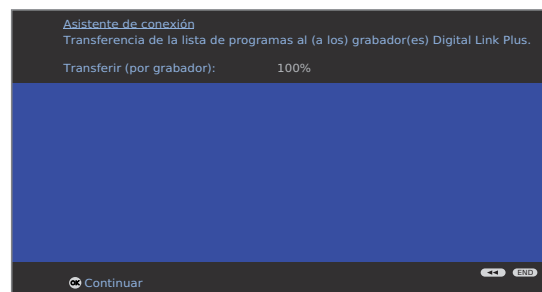 Asistente de conexión
Transferencia de la lista de programas al (a los) grabador(es) Digital Link Plus.
Transferir (por grabador): 100%
END
OK Continuar